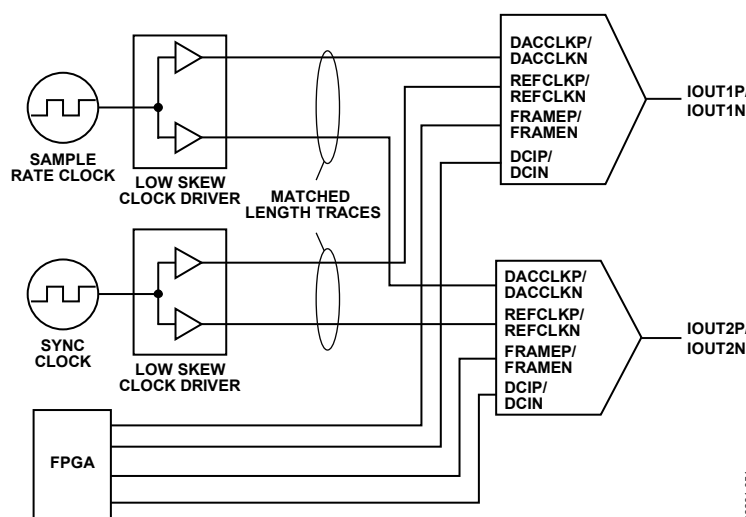 SAMPLE
RATE CLOCK
LOW SKEW
CLOCK DRIVER
MATCHED
LENGTH TRACES
DACCLKP/
DACCLKN
REFCLKP/
REFCLKN
FRAMEP/
FRAMEN
DCIP/
DCIN
IOUT1P/
IOUT1N
SYNC
CLOCK
LOW SKEW
CLOCK DRIVER
DACCLKP/
DACCLKN
REFCLKP/
REFCLKN
FRAMEP/
FRAMEN
DCIP/
DCIN
IOUT2P/
IOUT2N
FPGA